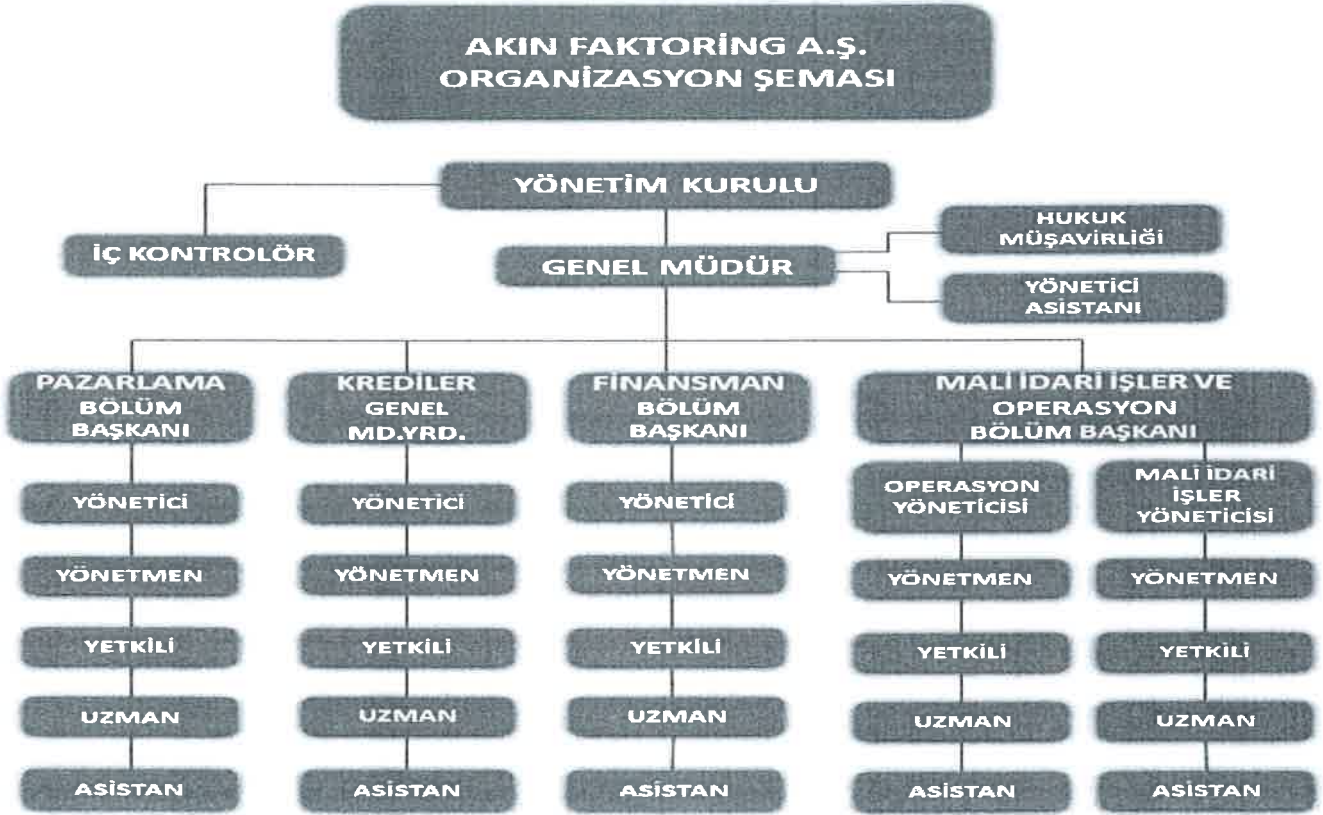 AKIN FAKTORİNG A.Ş.
ORGANİZASYON ŞEMASI
YÖNETİM KURULU
İÇ KONTROLÖR
GENEL MÜDÜR
HUKUK
MÜŞAVİRLİĞİ
YÖNETİCİ
ASİSTANI
PAZARLAMA
BÖLÜM
BAŞKANI
YÖNETİCİ
YÖNETMEN
YETKİLİ
UZMAN
ASİSTAN
KREDİLER
GENEL
MD.YRD.
YÖNETİCİ
YÖNETMEN
YETKİLİ
UZMAN
ASİSTAN
FİNANSMAN
BÖLÜM
BAŞKANI
YÖNETİCİ
YÖNETMEN
YETKİLİ
UZMAN
ASİSTAN
MALİ İDARİ İŞLER VE
OPERASYON
BÖLÜM BAŞKANI
OPERASYON
YÖNETİCİSİ
YÖNETMEN
YETKİLİ
UZMAN
ASİSTAN
MALİ İDARİ
İŞLER
YÖNETİCİSİ
YÖNETMEN
YETKİLİ
UZMAN
ASİSTAN